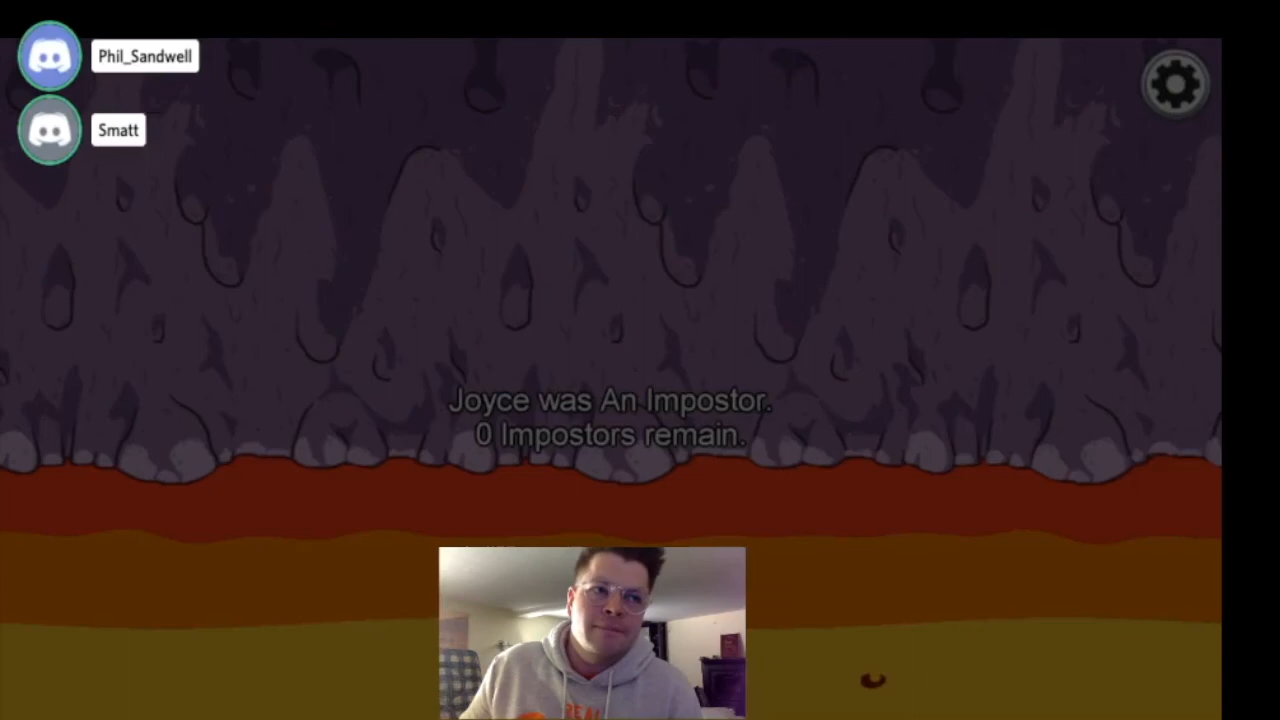 Phil_Sandwell
Smatt
Joyce was An Impostor.
0 Impostors remain.